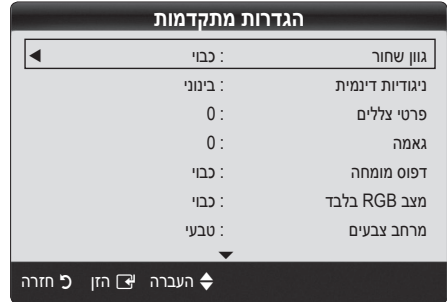 הגדרות מתקדמות
גוון שחור : כבוי
ניגודיות דינמית : בינוני
פרטי צללים : 0
גאמה : 0
דפוס מומחה : כבוי
מצב RGB בלבד : כבוי
מרחב צבעים : טבעי
העברה הזן חזרה